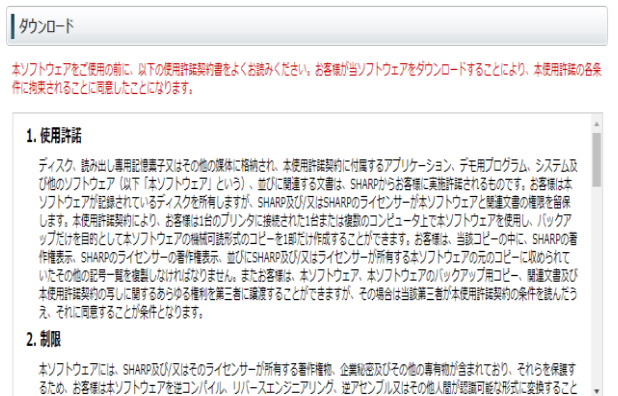 ダウンロード
本ソフトウェアをご使用の前に、以下の使用許諾契約書をよくお読みください。お客様が当ソフトウェアをダウンロードすることにより、本使用許諾の各条
件に拘束されることに同意したことになります。
1. 使用許諾
ディスク、読み出し専用記憶素子又はその他の媒体に格納され、本使用許諾契約に付属するアプリケーション、デモ用プログラム、システム及
び他のソフトウェア（以下「本ソフトウェア」という）、並びに関連する文書は、SHARPからお客様に実施許諾されるものです。お客様は本
ソフトウェアが記録されているディスクを所有しますが、SHARP及び/又はSHARPのライセンサーが本ソフトウェアと関連文書の権限を留保
します。本使用許諾契約により、お客様は1台のプリンタに接続された1台または複数のコンピュータ上で本ソフトウェアを使用し、バックア
ップだけを目的として本ソフトウェアの機械可読形式のコピーを1部だけ作成することができます。お客様は、当該コピーの中に、SHARPの著
作権表示、SHARPのライセンサーの著作権表示、並びにSHARP及び/又はライセンサーが所有する本ソフトウェアの元のコピーに収められて
いたその他の記号一覧を複製しなければなりません。またお客様は、本ソフトウェア、本ソフトウェアのバックアップ用コピー、関連文書及び
本使用許諾契約の写しに関するあらゆる権利を第三者に譲渡することができますが、その場合は当該第三者が本使用許諾契約の条件を読んだう
え、それに同意することが条件となります。
2. 制限
本ソフトウェアには、SHARP及び/又はそのライセンサーが所有する著作権物、企業秘密及びその他の専有物が含まれており、それらを保護す
るため、お客様は本ソフトウェアを逆コンパイル、リバースエンジニアリング、逆アセンブル又はその他人間が認識可能な形式に変換すること